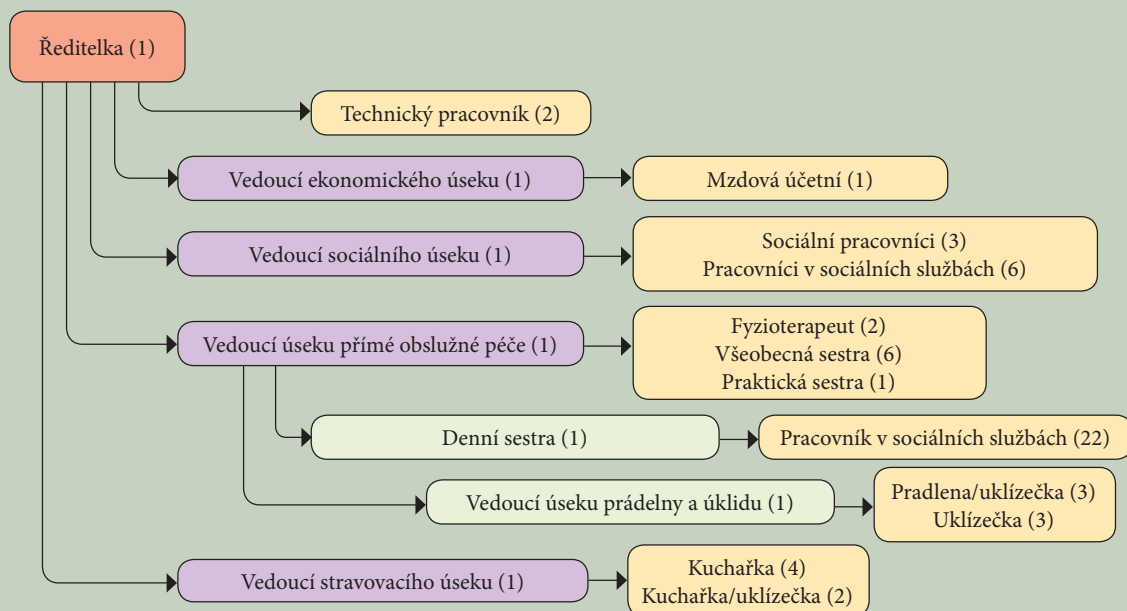 Ředitelka (1)
Technický pracovník (2)
Vedoucí ekonomického úseku (1)
Mzdová účetní (1)
Vedoucí sociálního úseku (1)
Sociální pracovníci (3)
Pracovníci v sociálních službách (6)
Vedoucí úseku přímé obslužné péče (1)
Fyzioterapeut (2)
Všeobecná sestra (6)
Praktická sestra (1)
Denní sestra (1)
Pracovník v sociálních službách (22)
Vedoucí úseku prádelny a úklidu (1)
Pradlena/uklízečka (3)
Uklízečka (3)
Vedoucí stravovacího úseku (1)
Kuchařka (4)
Kuchařka/uklízečka (2)